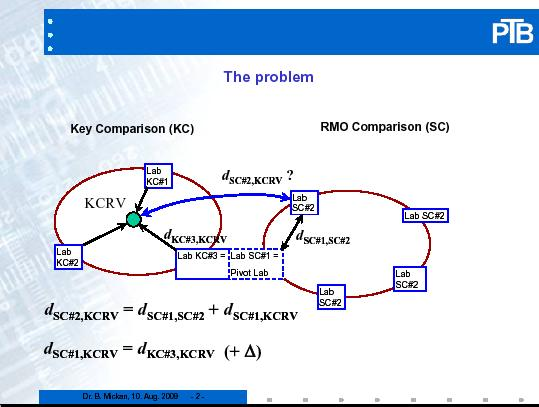 PTB
The problem
Key Comparison (KC)
RMO Comparison (SC)
Lab
KC#1
dSC#2,KCRV ?
KCRV
Lab
SC#2
Lab SC#2
dKC#3,KCRV
dSC#1,SC#2
Lab
KC#2
Lab KC#3 =
Lab SC#1 =
Pivot Lab
Lab
SC#2
Lab
SC#2
dSC#2,KCRV = dSC#1,SC#2 + dSC#1,KCRV
dSC#1,KCRV = dKC#3,KCRV (+ Δ)
Dr. B. Mickan, 10. Aug. 2009 - 2 -